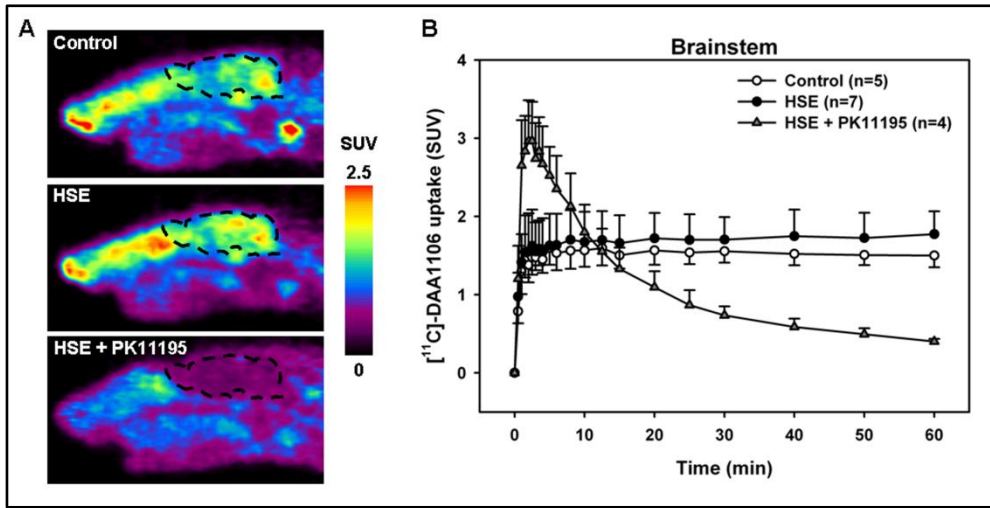 A
Control
HSE
HSE + PK11195
SUV
2.5
0
B
Brainstem
Control (n=5)
HSE (n=7)
HSE + PK11195 (n=4)
[¹¹C]-DAA1106 uptake (SUV)
4
3
2
1
0
0 10 20 30 40 50 60
Time (min)